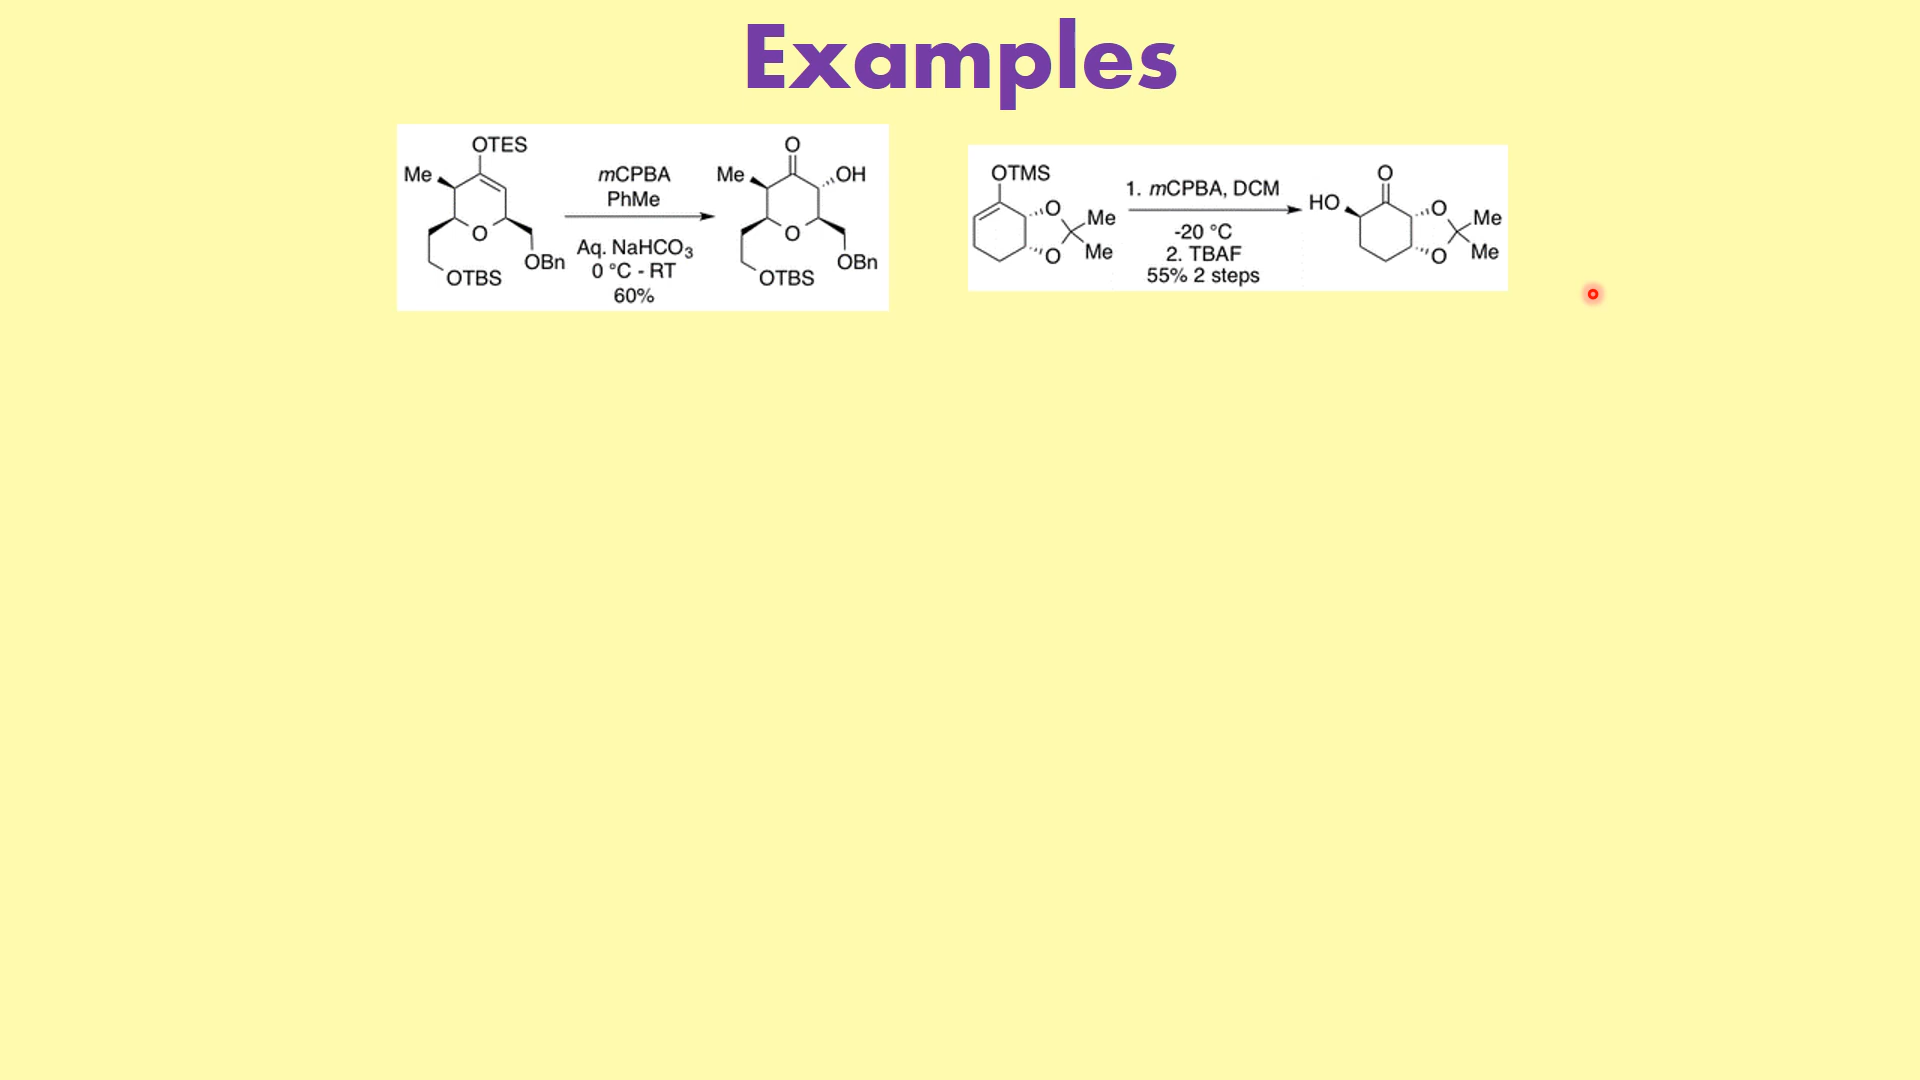 Examples
OTES
Me
O
OBn
OTBS
mCPBA
PhMe
Aq. NaHCO₃
0 °C - RT
60%
O
Me
OH
O
OBn
OTBS
OTMS
O
Me
Me
O
1. mCPBA, DCM
-20 °C
2. TBAF
55% 2 steps
O
HO
O
Me
Me
O